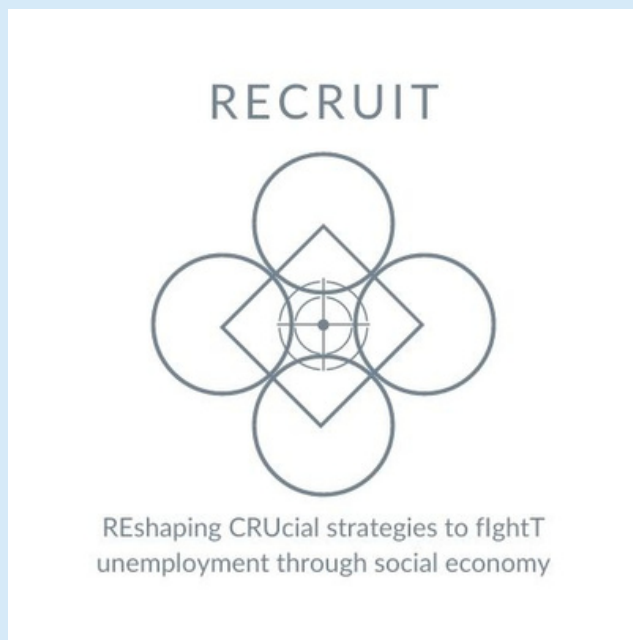 RECRUIT
REshaping CRUcial strategies to fIghtT
unemployment through social economy